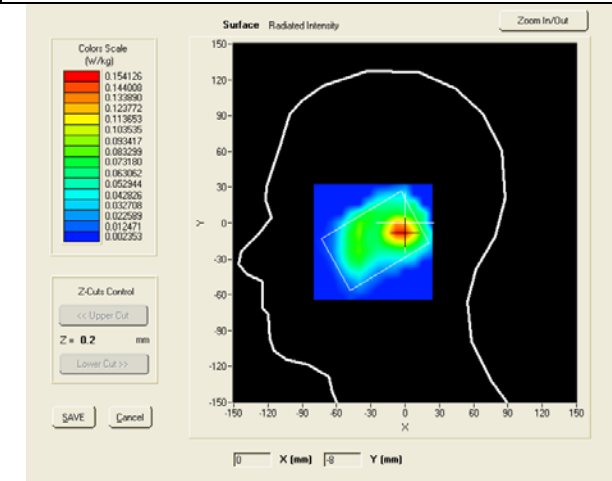 Surface Radiated Intensity
Zoom In/Out
Colors Scale
(W/kg)
0.154126
0.144008
0.133890
0.123772
0.113653
0.103535
0.093417
0.083299
0.073180
0.063062
0.052944
0.042826
0.032708
0.022589
0.012471
0.002353
Z-Cuts Control
<< Upper Cut
Z = 0.2 mm
Lower Cut >>
SAVE Cancel
150-
120-
90-
60-
30-
0-
-30-
-60-
-90-
-120-
-150-
Y
-150 -120 -90 -60 -30 0 30 60 90 120 150
X
0 X (mm) -8 Y (mm)